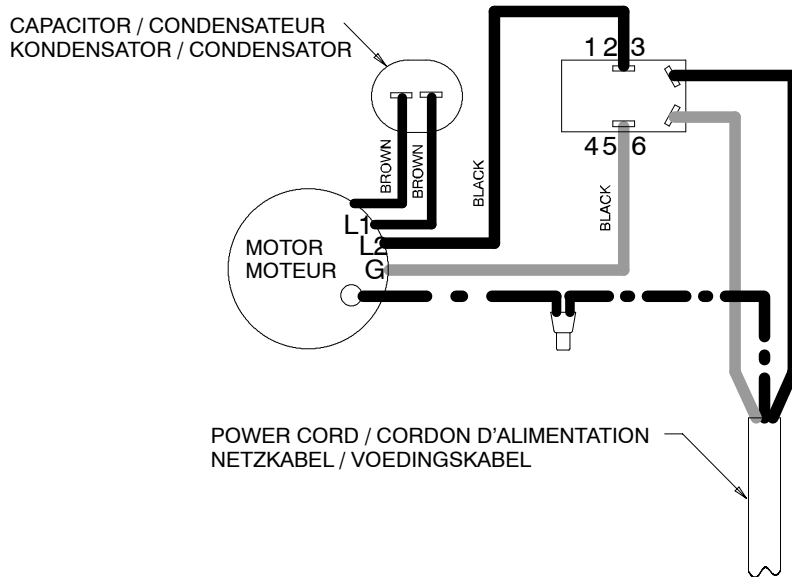 CAPACITOR / CONDENSATEUR
KONDENSATOR / CONDENSATOR
1 2 3
4 5 6
BROWN
BROWN
BLACK
BLACK
L1
L2
G
MOTOR
MOTEUR
POWER CORD / CORDON D'ALIMENTATION
NETZKABEL / VOEDINGSKABEL